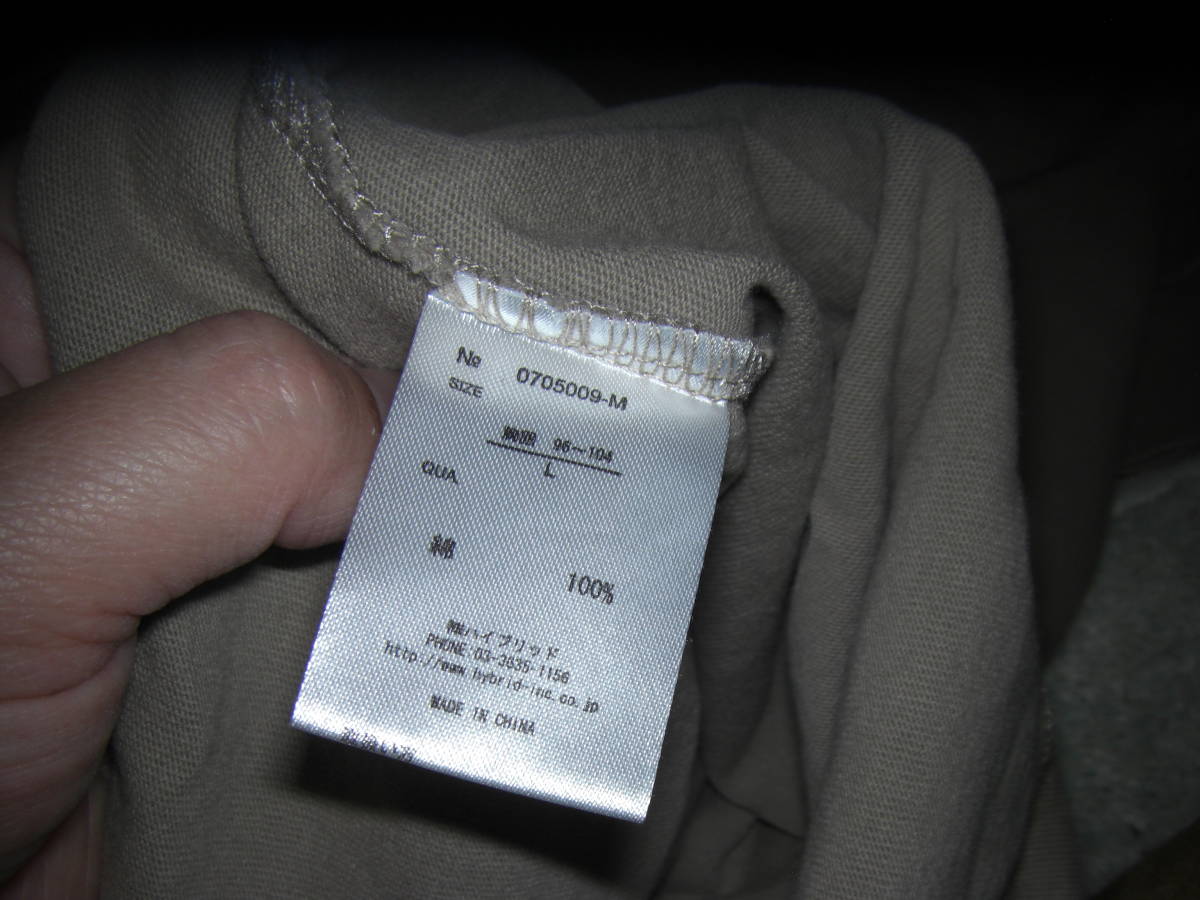 № 0705009-M
SIZE
胸囲 96～104
L
QUA.
綿
100%
㈱ハイブリッド
PHONE:03-3635-1156
http://www.hybrid-inc.co.jp
MADE IN CHINA